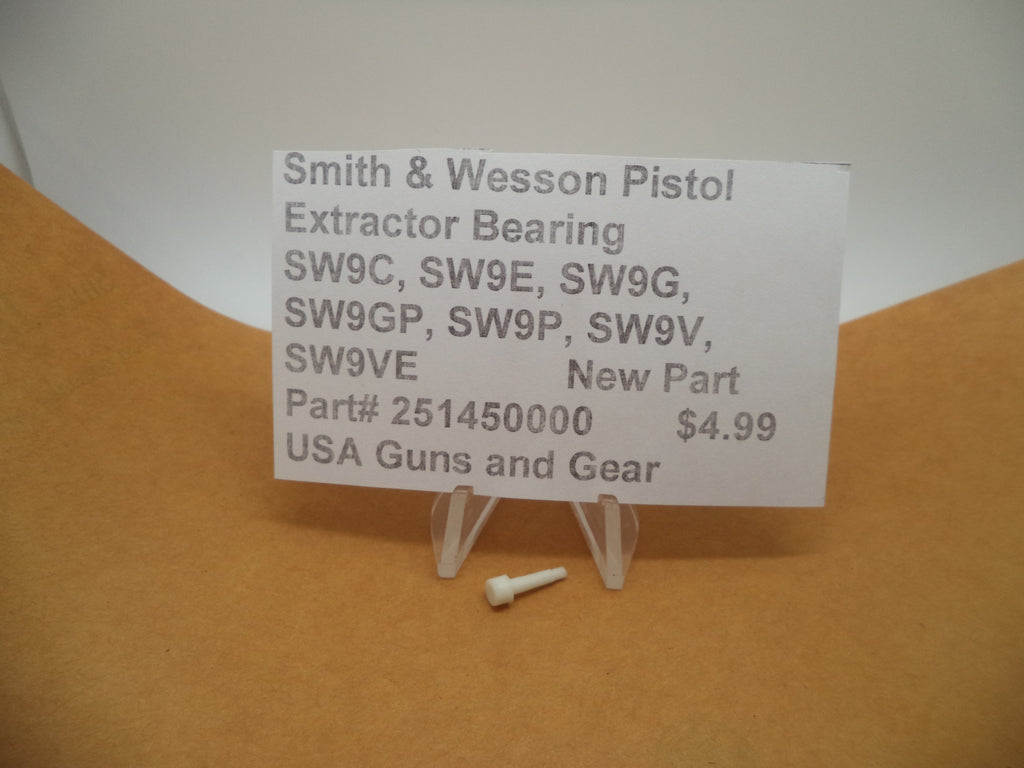 Smith & Wesson Pistol
Extractor Bearing
SW9C, SW9E, SW9G,
SW9GP, SW9P, SW9V,
SW9VE New Part
Part# 251450000 $4.99
USA Guns and Gear